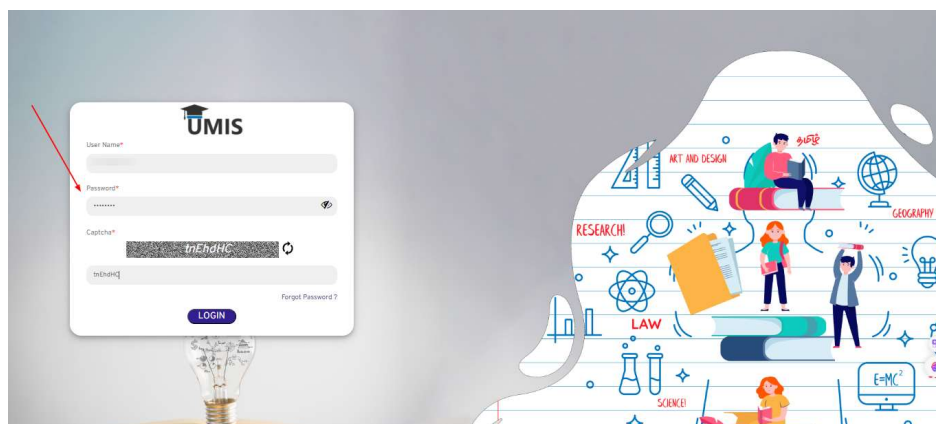 UMIS
User Name*
Password*
........
Captcha*
tnEhdHC
tnEhdHC
Forgot Password ?
LOGIN
தமிழ்
ART AND DESIGN
GEOGRAPHY
RESEARCH!
LAW
E=MC²
SCIENCE!